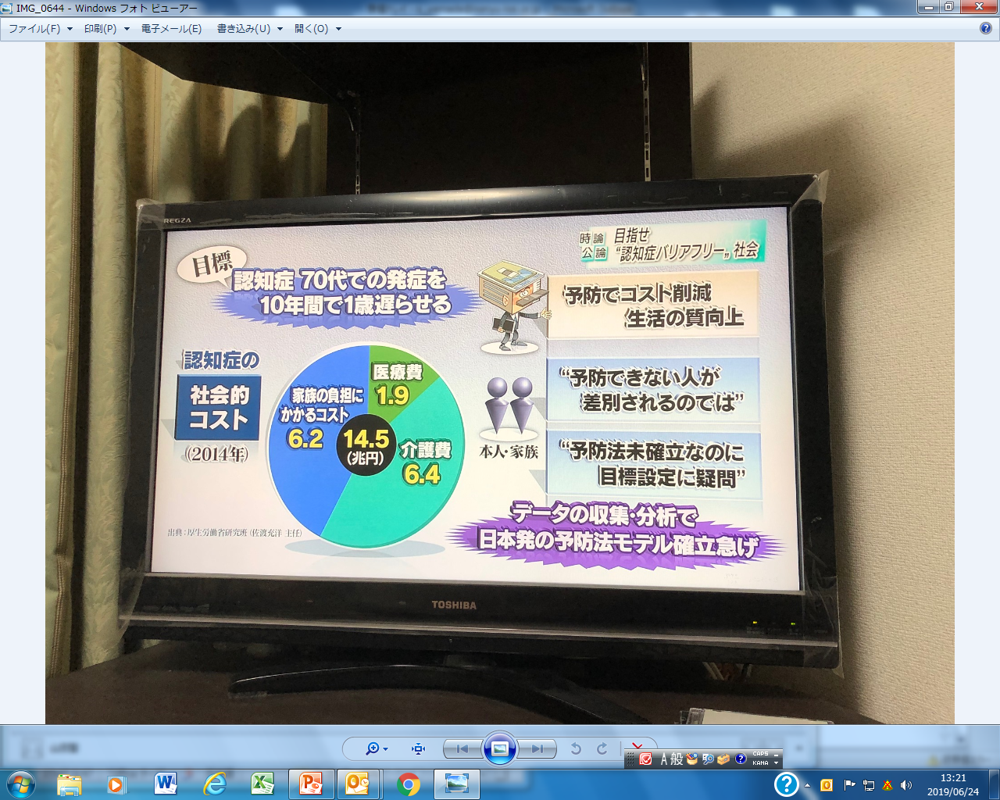 IMG_0644 - Windows フォト ビューアー
ファイル(F)
印刷(P)
電子メール(E)
書き込み(U)
開く(O)
REGZA
目標
認知症 70代での発症を
10年間で1歳遅らせる
時論
公論
目指せ
“認知症バリアフリー„社会
予防でコスト削減
生活の質向上
認知症の
社会的
コスト
(2014年)
家族の負担に
かかるコスト
6.2
医療費
1.9
14.5
(兆円)
介護費
6.4
本人・家族
“予防できない人が
差別されるのでは”
“予防法未確立なのに
目標設定に疑問”
出典:厚生労働省研究班(佐渡充洋 主任)
データの収集・分析で
日本発の予防法モデル確立急げ
TOSHIBA
A 般
CAPS
KANA
13:21
2019/06/24